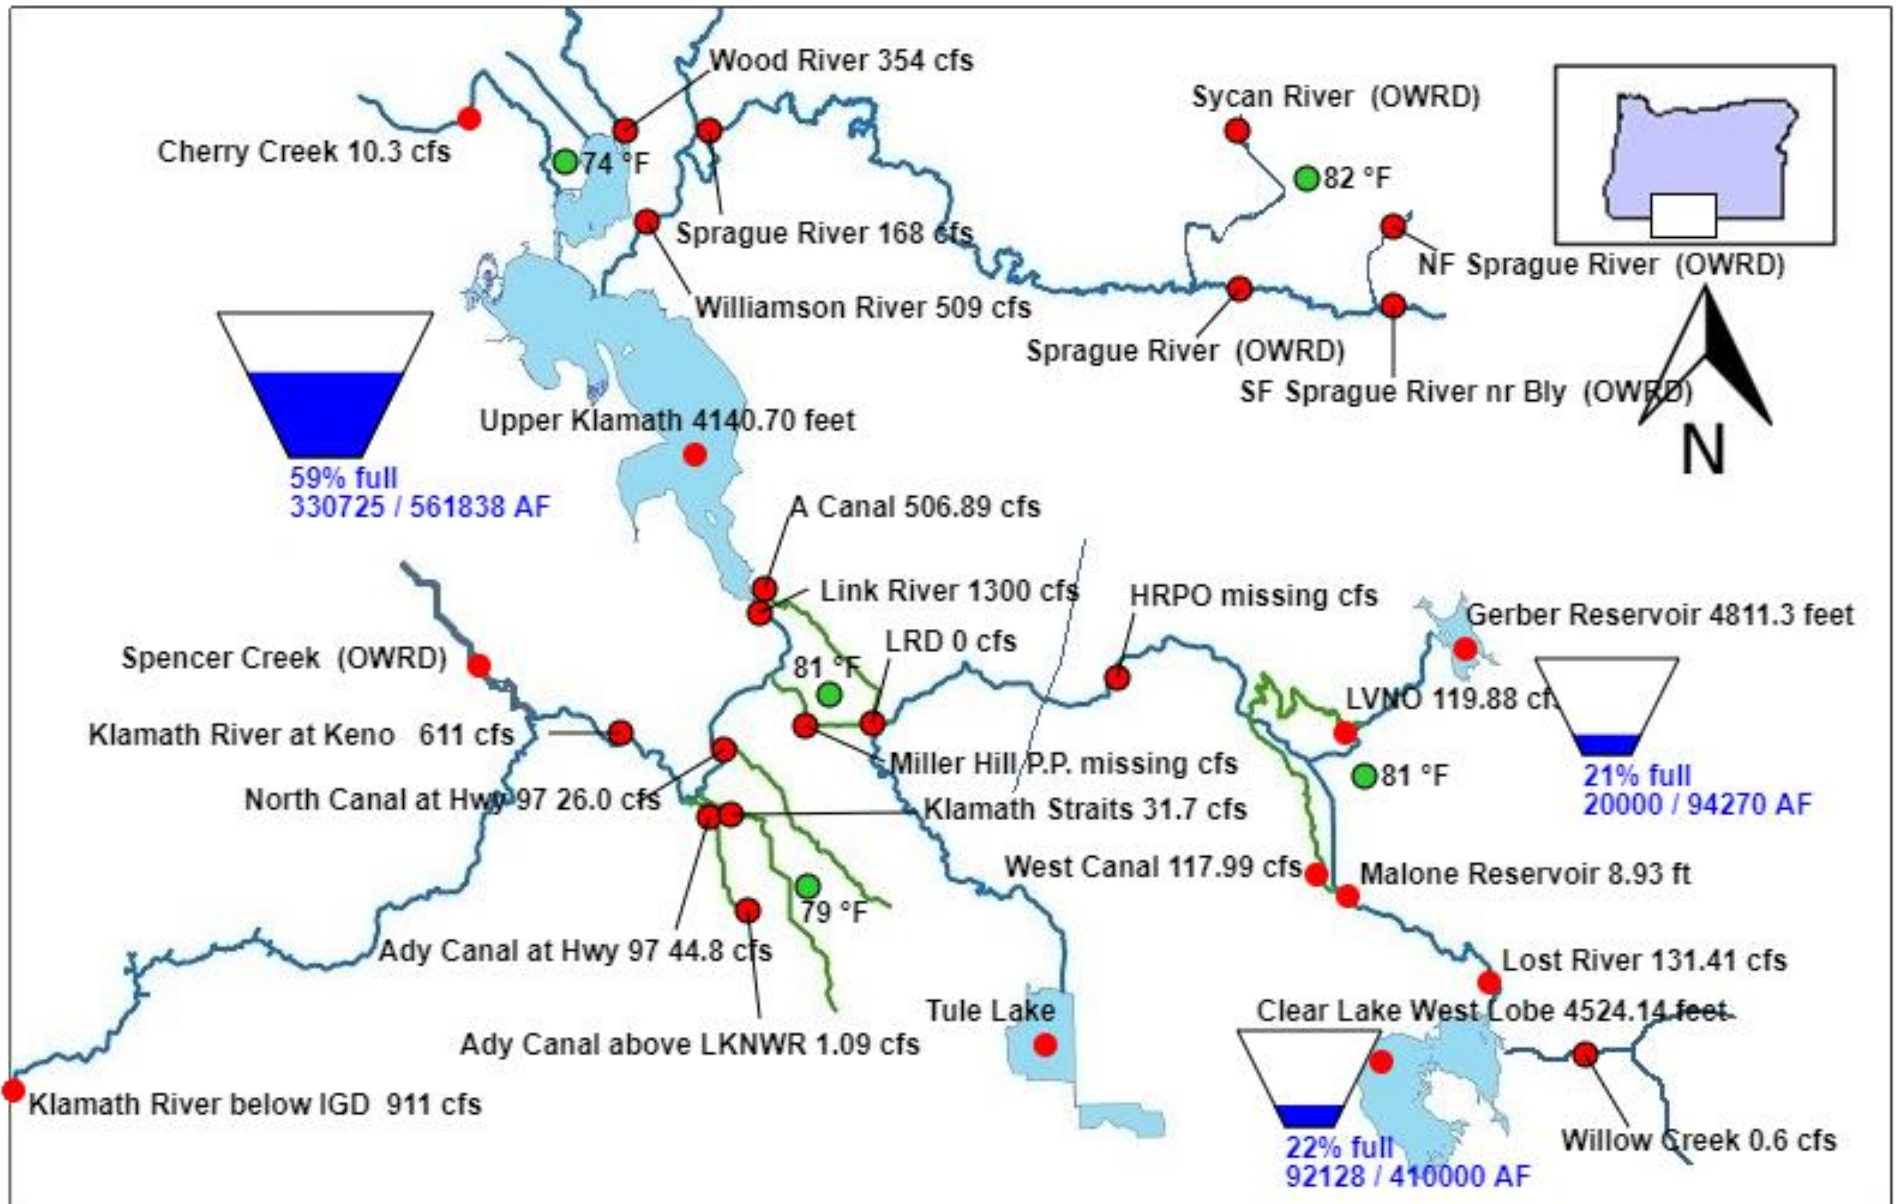 Wood River 354 cfs
Sycan River (OWRD)
Cherry Creek 10.3 cfs
74 °F
82 °F
Sprague River 168 cfs
NF Sprague River (OWRD)
Williamson River 509 cfs
Sprague River (OWRD)
SF Sprague River nr Bly (OWRD)
N
Upper Klamath 4140.70 feet
59% full
330725 / 561838 AF
A Canal 506.89 cfs
Link River 1300 cfs
HRPO missing cfs
Gerber Reservoir 4811.3 feet
LRD 0 cfs
Spencer Creek (OWRD)
81 °F
LVNO 119.88 cfs
Klamath River at Keno 611 cfs
Miller Hill P.P. missing cfs
81 °F
21% full
20000 / 94270 AF
North Canal at Hwy 97 26.0 cfs
Klamath Straits 31.7 cfs
West Canal 117.99 cfs
Malone Reservoir 8.93 ft
79 °F
Ady Canal at Hwy 97 44.8 cfs
Lost River 131.41 cfs
Tule Lake
Clear Lake West Lobe 4524.14 feet
Ady Canal above LKNWR 1.09 cfs
Klamath River below IGD 911 cfs
Willow Creek 0.6 cfs
22% full
92128 / 410000 AF